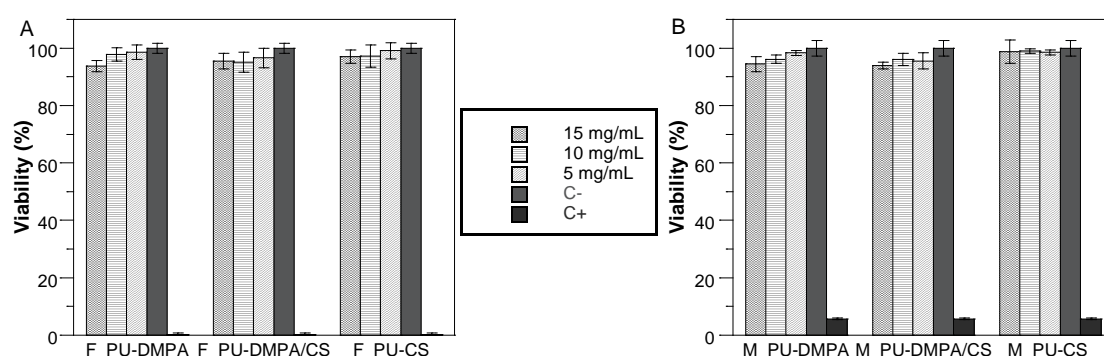 A
Viability (%)
100
80
60
40
20
0
F PU-DMPA F PU-DMPA/CS F PU-CS
15 mg/mL
10 mg/mL
5 mg/mL
C-
C+
B
Viability (%)
100
80
60
40
20
0
M PU-DMPA M PU-DMPA/CS M PU-CS